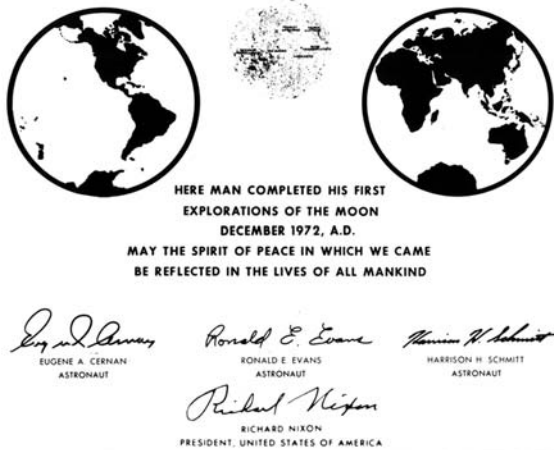 HERE MAN COMPLETED HIS FIRST
EXPLORATIONS OF THE MOON
DECEMBER 1972, A.D.
MAY THE SPIRIT OF PEACE IN WHICH WE CAME
BE REFLECTED IN THE LIVES OF ALL MANKIND
Ronald E. Evans
EUGENE A. CERNAN
ASTRONAUT
RONALD E. EVANS
ASTRONAUT
HARRISON H. SCHMITT
ASTRONAUT
Richard Nixon
RICHARD NIXON
PRESIDENT, UNITED STATES OF AMERICA